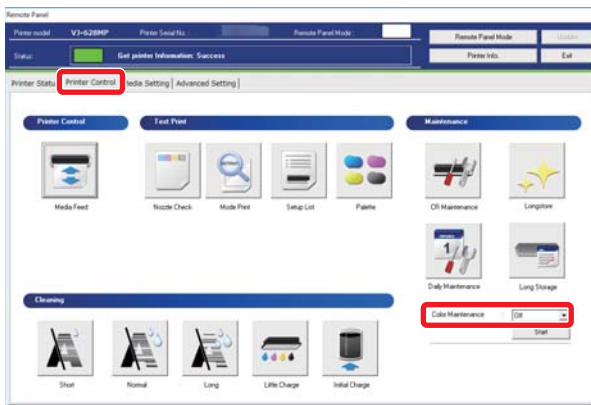 Remote Panel
Printer model VJ-628MP Printer Serial No. : Remote Panel Mode : Remote Panel Mode Update
Status: Get printer Information: Success Printer Info. Exit
Printer Statu Printer Control Media Setting Advanced Setting
Printer Control Test Print Maintenance
Media Feed Nozzle Check Mode Print Setup List Palette CR Maintenance Longstore
1
Daily Maintenance Long Storage
Cleaning
Color Maintenance : Off
Start
Short Normal Long Little Charge Initial Charge